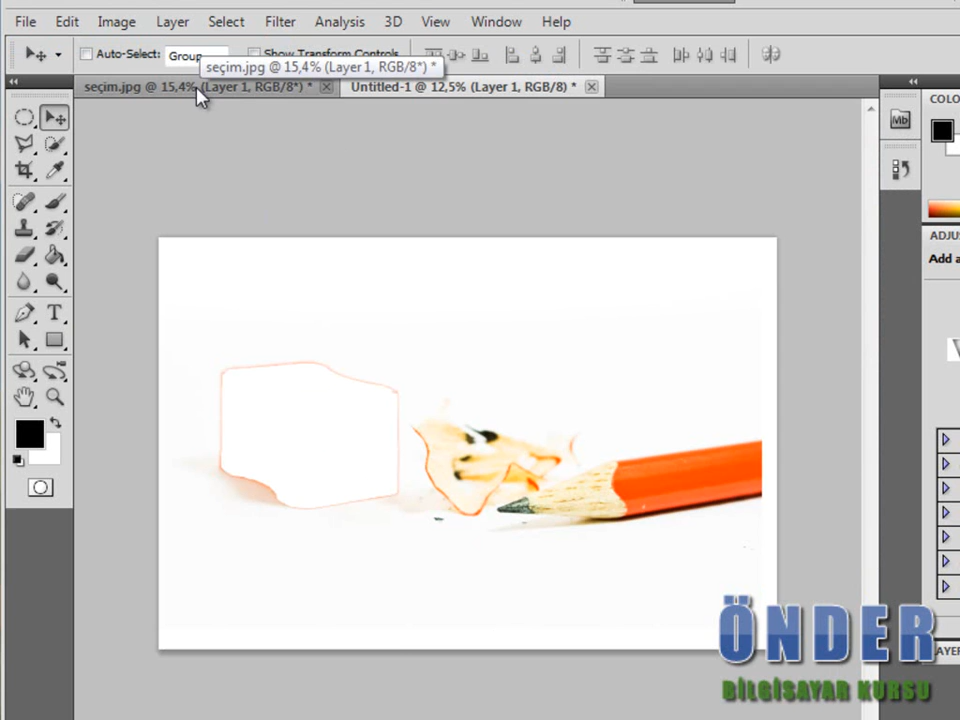 File Edit Image Layer Select Filter Analysis 3D View Window Help
Auto-Select: Group Show Transform Controls
seçim.jpg @ 15,4% (Layer 1, RGB/8*) *
seçim.jpg @ 15,4% (Layer 1, RGB/8*) * Untitled-1 @ 12,5% (Layer 1, RGB/8) *
COLO
Mb
ADJU
Add a
T
ÖNDER
BİLGİSAYAR KURSU
AYER